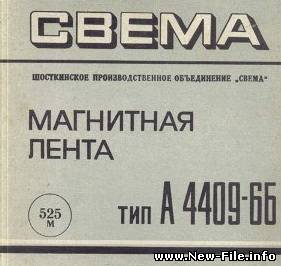 СВЕМА
ШОСТКИНСКОЕ ПРОИЗВОДСТВЕННОЕ ОБЪЕДИНЕНИЕ „СВЕМА“
МАГНИТНАЯ
ЛЕНТА
ТИП А 4409-6Б
525
М
www.New-File.info